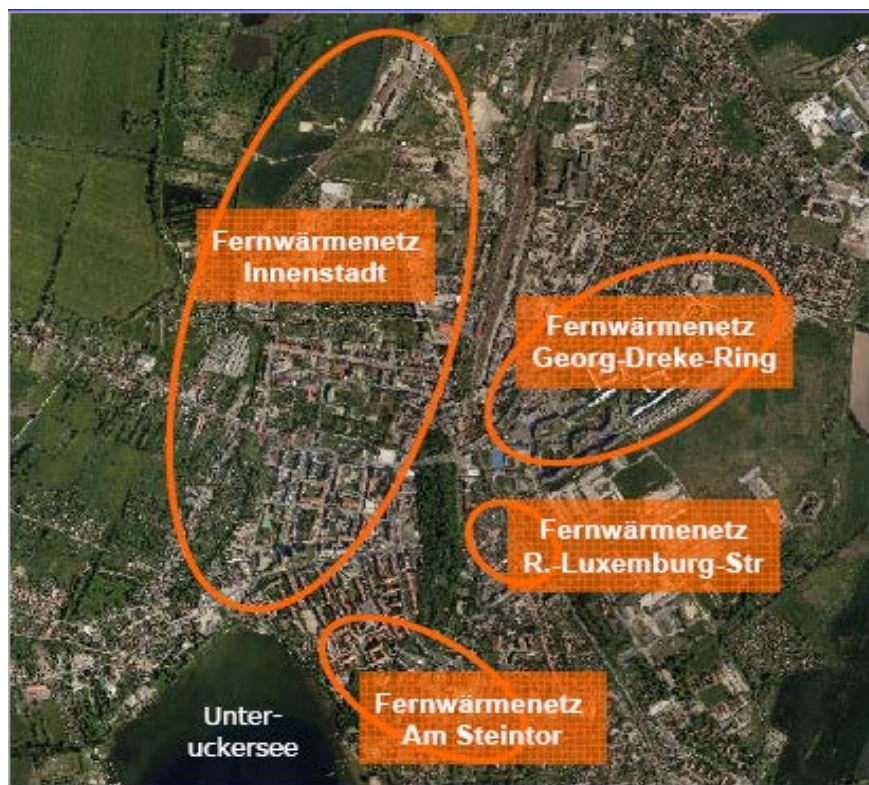 Fernwärmenetz
Innenstadt
Fernwärmenetz
Georg-Dreke-Ring
Fernwärmenetz
R.-Luxemburg-Str
Fernwärmenetz
Am Steintor
Unter-
uckersee